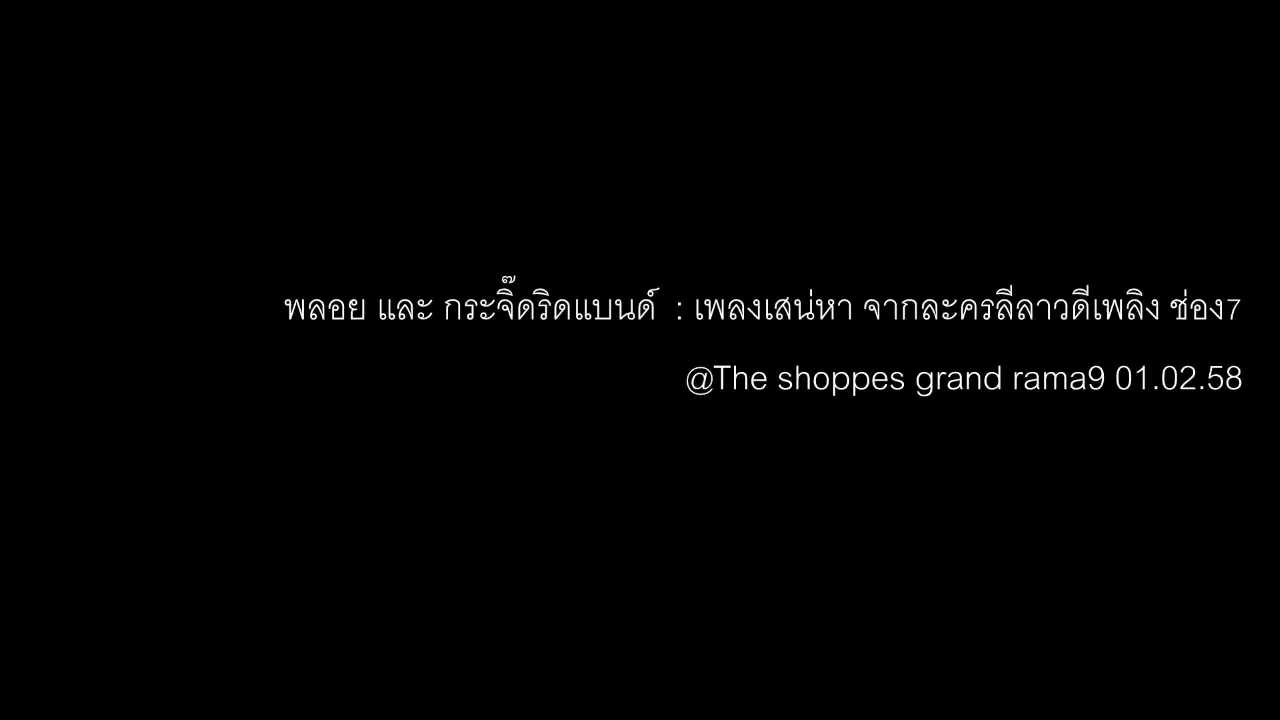 พลอย และ กระจิ๊ดริดแบนด์ : เพลงเสน่หา จากละครลีลาวดีเพลิง ช่อง7
@The shoppes grand rama9 01.02.58